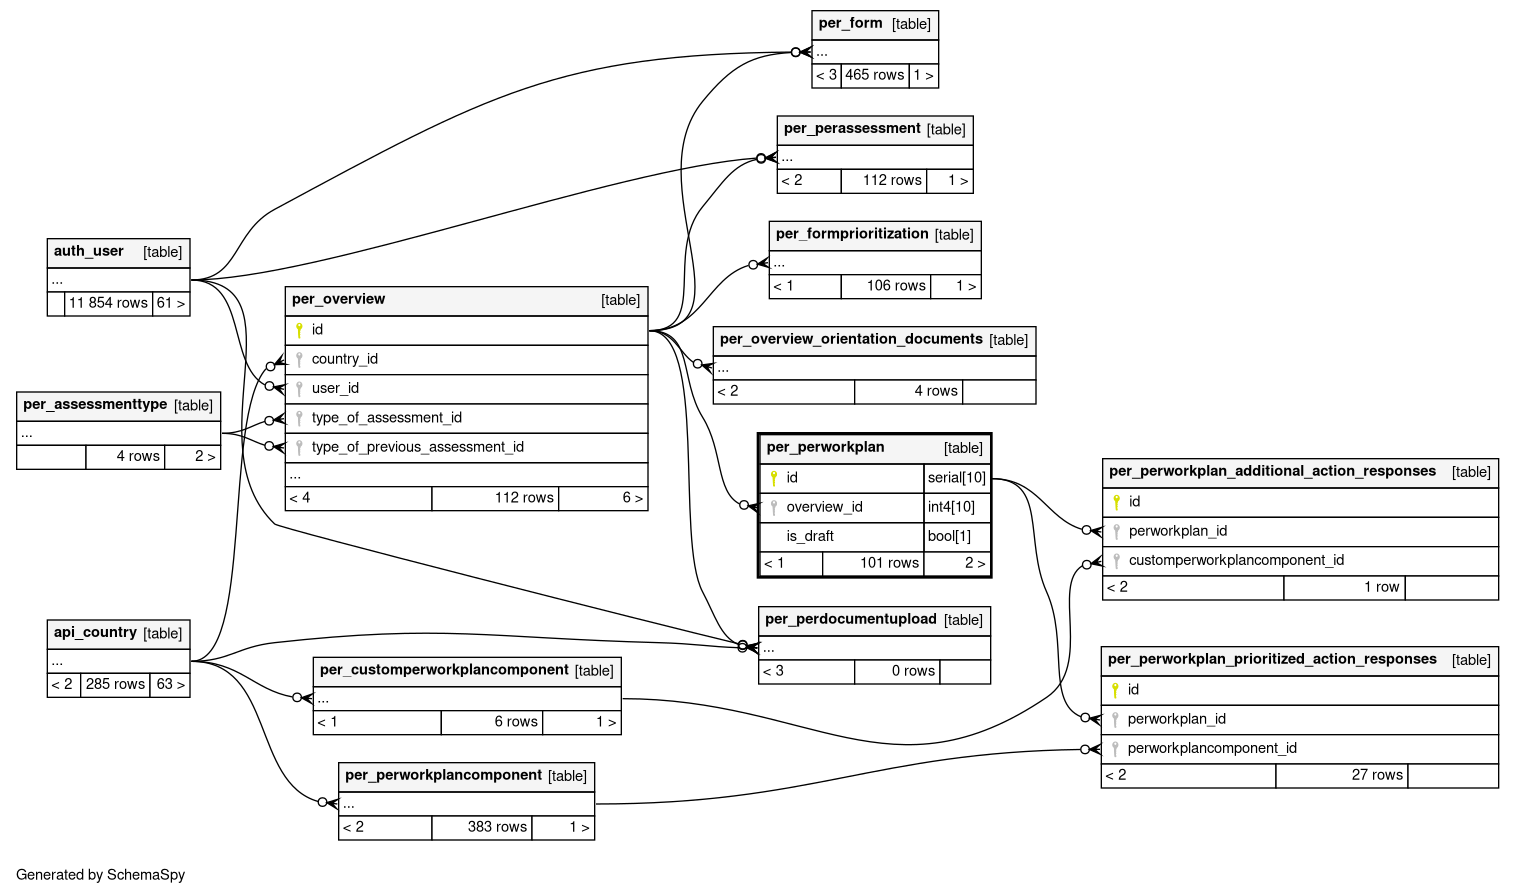 per_form [table]
...
< 3 465 rows 1 >
per_perassessment [table]
...
< 2 112 rows 1 >
per_formprioritization [table]
...
< 1 106 rows 1 >
auth_user [table]
...
11 854 rows 61 >
per_overview [table]
id
country_id
user_id
type_of_assessment_id
type_of_previous_assessment_id
...
< 4 112 rows 6 >
per_overview_orientation_documents [table]
...
< 2 4 rows
per_assessmenttype [table]
...
4 rows 2 >
per_perworkplan [table]
id serial[10]
overview_id int4[10]
is_draft bool[1]
< 1 101 rows 2 >
per_perworkplan_additional_action_responses [table]
id
perworkplan_id
customperworkplancomponent_id
< 2 1 row
api_country [table]
...
< 2 285 rows 63 >
per_perdocumentupload [table]
...
< 3 0 rows
per_customperworkplancomponent [table]
...
< 1 6 rows 1 >
per_perworkplan_prioritized_action_responses [table]
id
perworkplan_id
perworkplancomponent_id
< 2 27 rows
per_perworkplancomponent [table]
...
< 2 383 rows 1 >
Generated by SchemaSpy